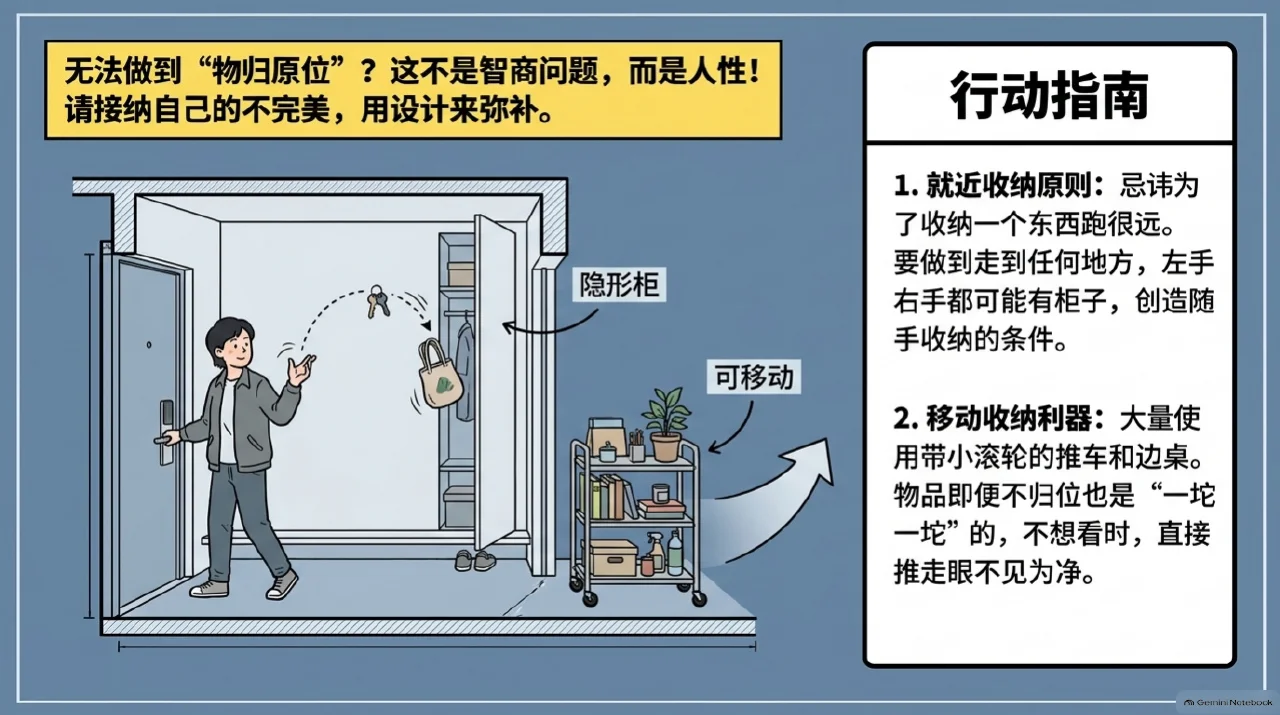 无法做到“物归原位”？这不是智商问题，而是人性！
请接纳自己的不完美，用设计来弥补。
隐形柜
可移动
行动指南
1. 就近收纳原则：忌讳为
了收纳一个东西跑很远。
要做到走到任何地方，左手
右手都可能有柜子，创造随
手收纳的条件。
2. 移动收纳利器：大量使
用带小滚轮的推车和边桌。
物品即便不归位也是“一坨
一坨”的，不想看时，直接
推走眼不见为净。
Gemini Notebook